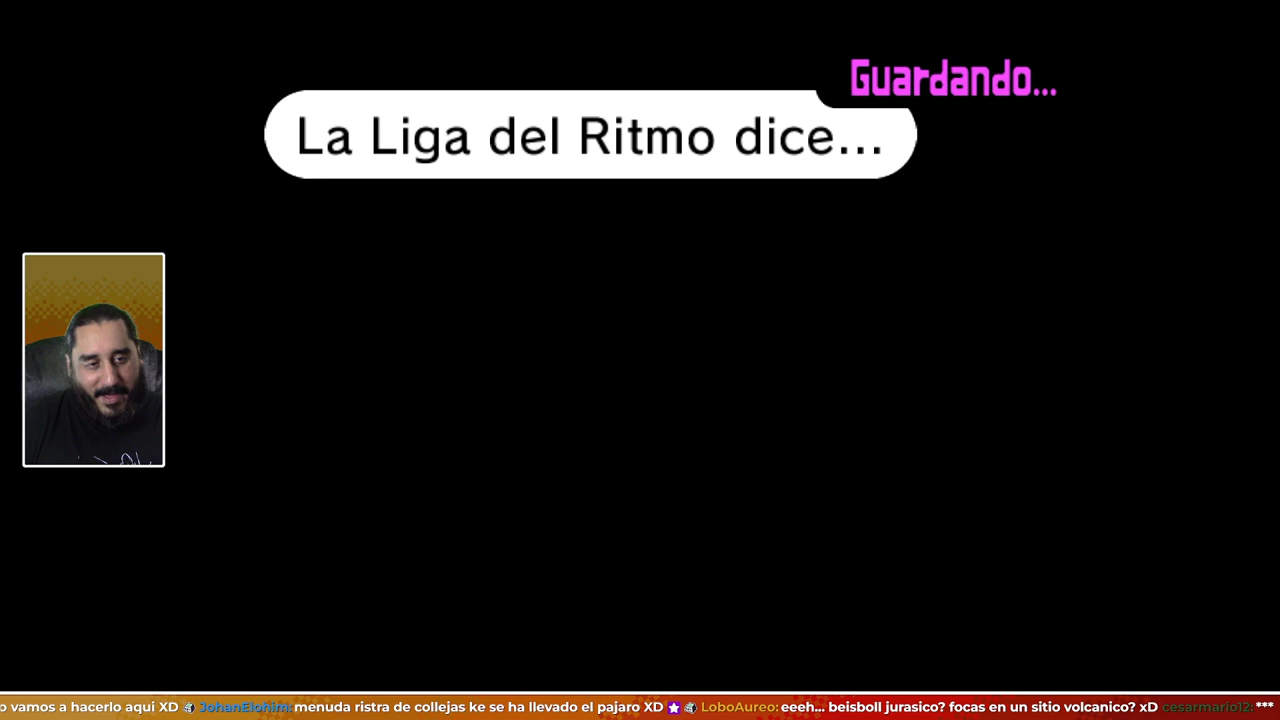 Guardando...
La Liga del Ritmo dice...
o vamos a hacerlo aqui XD JohanElohim: menuda ristra de collejas ke se ha llevado el pajaro XD LoboAureo: eeeh... beisboll jurasico? focas en un sitio volcanico? xD cesarmario12: ***